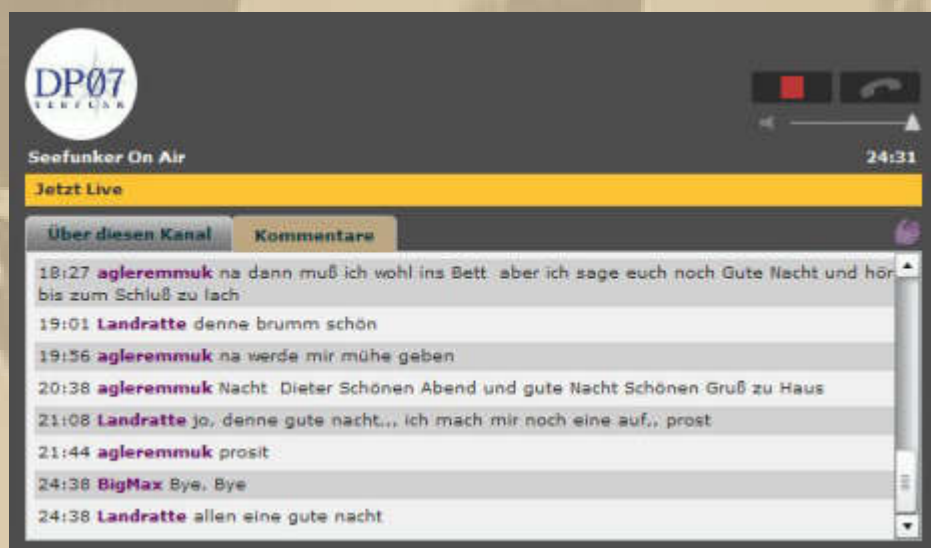 DP07
SEEFUNK
Seefunker On Air
24:31
Jetzt Live
Über diesen Kanal
Kommentare
18:27 agleremmuk na dann muß ich wohl ins Bett aber ich sage euch noch Gute Nacht und hör
bis zum Schluß zu lach
19:01 Landratte denne brumm schön
19:56 agleremmuk na werde mir mühe geben
20:38 agleremmuk Nacht Dieter Schönen Abend und gute Nacht Schönen Gruß zu Haus
21:08 Landratte jo, denne gute nacht,,, ich mach mir noch eine auf,, prost
21:44 agleremmuk prosit
24:38 BigMax Bye, Bye
24:38 Landratte allen eine gute nacht